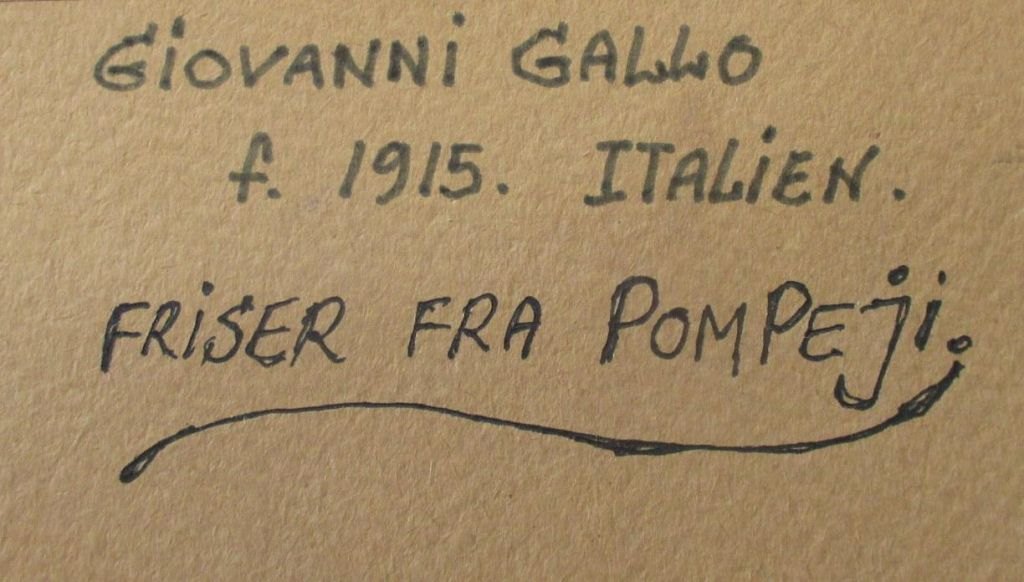 GIOVANNI GALLO
f. 1915. ITALIEN.
FRISER FRA POMPEji.